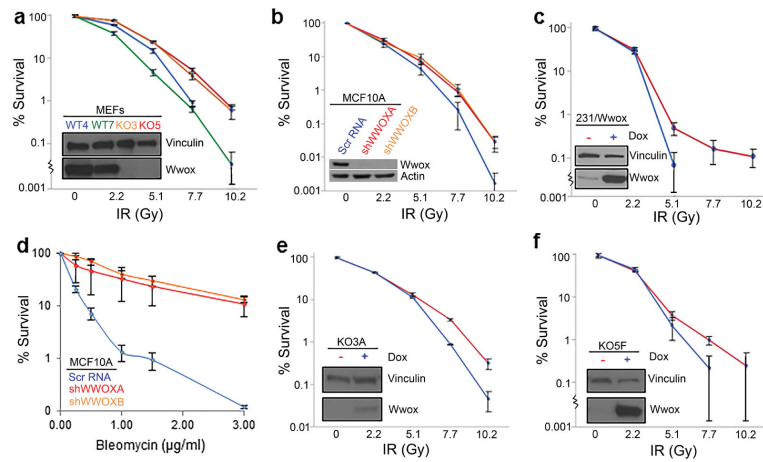 a
% Survival
100
10
1
0.1
0.001
MEFs
WT4 WT7 KO3 KO5
Vinculin
Wwox
0 2.2 5.1 7.7 10.2
IR (Gy)
b
% Survival
100
10
1
0.1
0.01
0.001
MCF10A
Scr RNA
shWWOXA
shWWOXB
Wwox
Actin
0 2.2 5.1 7.7 10.2
IR (Gy)
c
% Survival
100
10
1
0.1
0.001
231/Wwox
- + Dox
Vinculin
Wwox
0 2.2 5.1 7.7 10.2
IR (Gy)
d
% Survival
100
10
1
0
MCF10A
Scr RNA
shWWOXA
shWWOXB
0.00 1.00 2.00 3.00
Bleomycin (µg/ml)
e
% Survival
100
10
1
0.1
0.01
KO3A
- + Dox
Vinculin
Wwox
0 2.2 5.1 7.7 10.2
IR (Gy)
f
% Survival
100
10
1
0.1
0.001
KO5F
- + Dox
Vinculin
Wwox
0 2.2 5.1 7.7 10.2
IR (Gy)